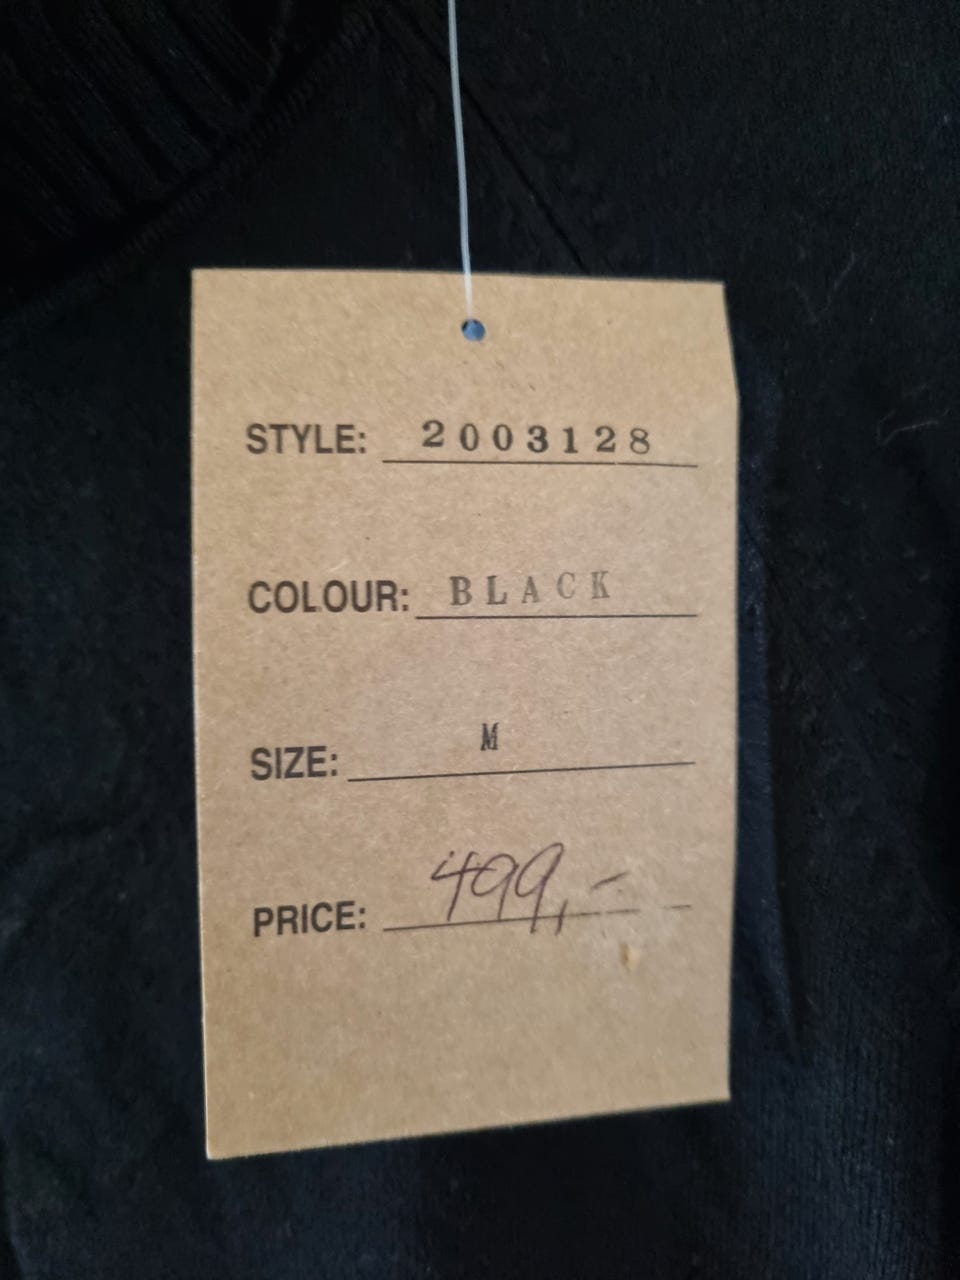 STYLE: 2003128
COLOUR: BLACK
SIZE: M
PRICE: 499,-